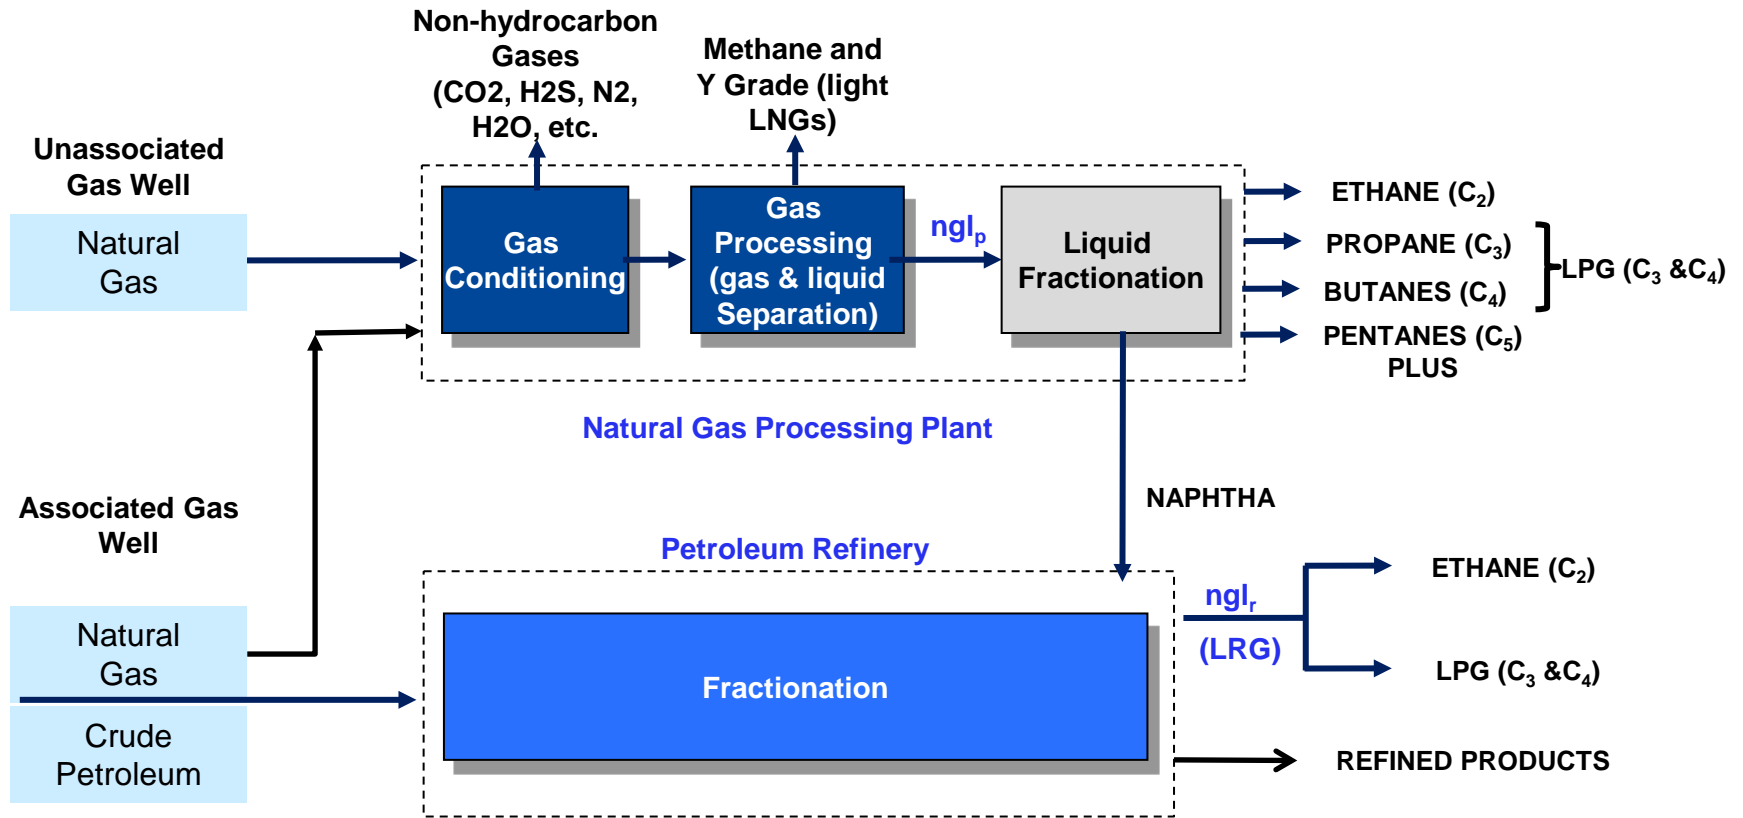 Non-hydrocarbon
Gases
(CO2, H2S, N2,
H2O, etc.
Methane and
Y Grade (light
LNGs)
Unassociated
Gas Well
Natural
Gas
Gas
Conditioning
Gas
Processing
(gas & liquid
Separation)
nglₚ
Liquid
Fractionation
ETHANE (C₂)
PROPANE (C₃)
BUTANES (C₄)
LPG (C₃ &C₄)
PENTANES (C₅)
PLUS
Natural Gas Processing Plant
NAPHTHA
Associated Gas
Well
Petroleum Refinery
Natural
Gas
Crude
Petroleum
Fractionation
nglᵣ
(LRG)
ETHANE (C₂)
LPG (C₃ &C₄)
REFINED PRODUCTS